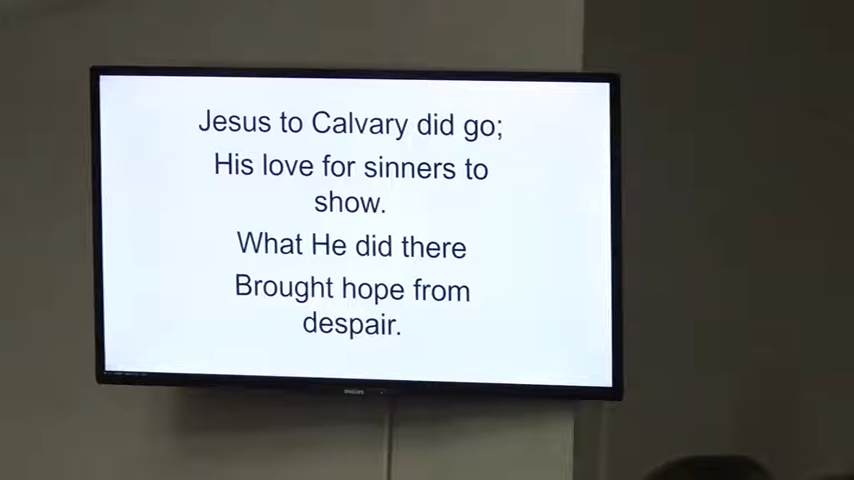 Jesus to Calvary did go;
His love for sinners to
show.
What He did there
Brought hope from
despair.
PHILIPS